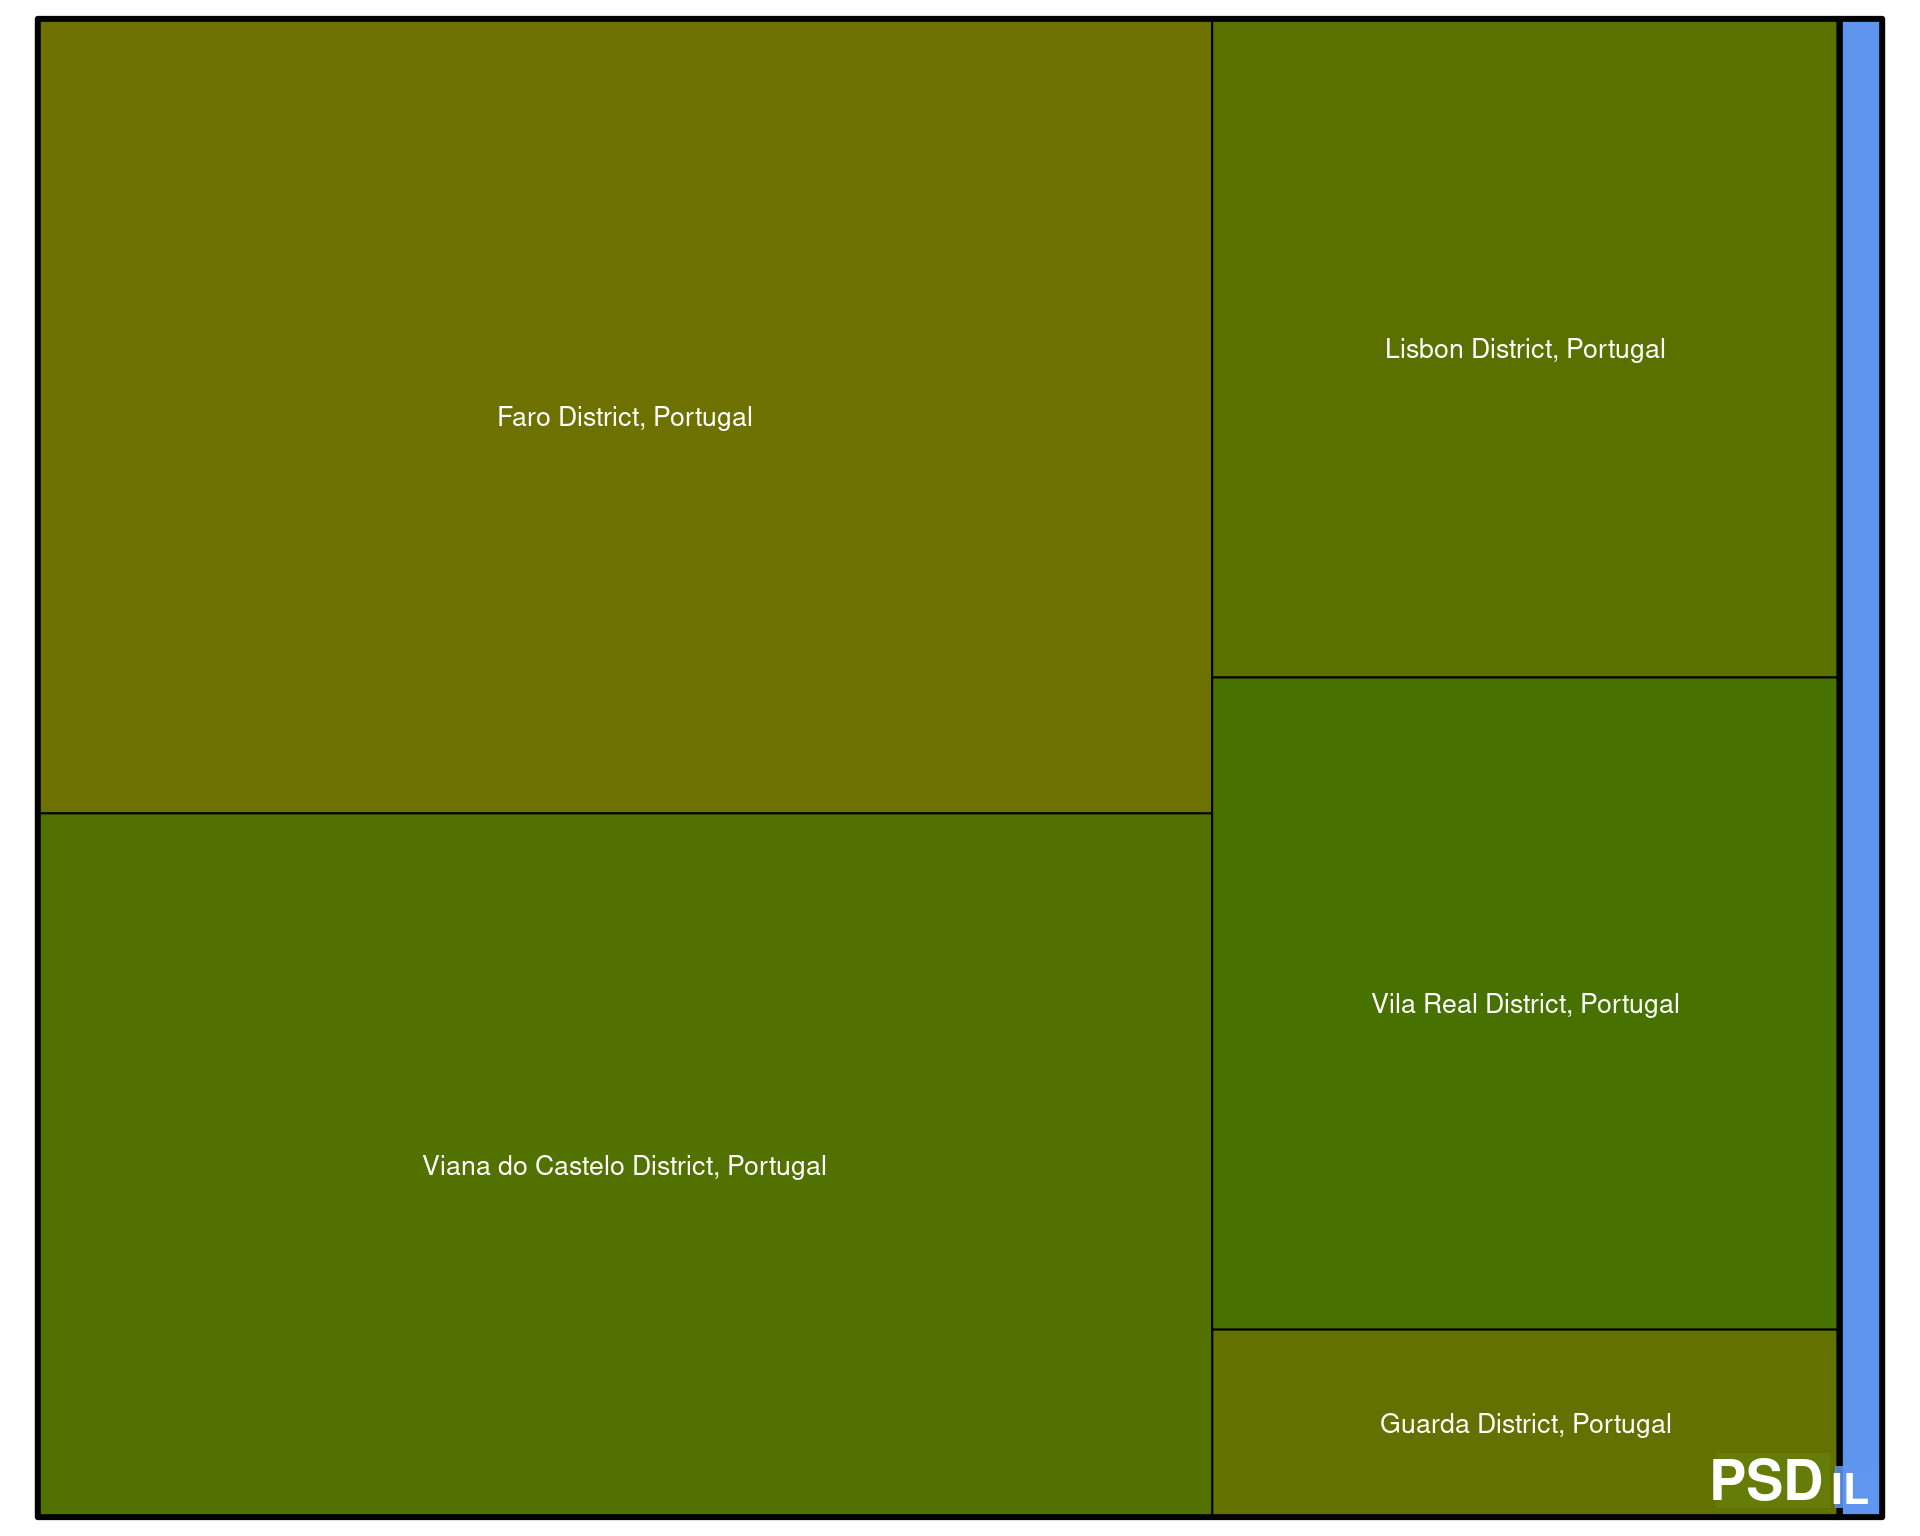 Faro District, Portugal
Lisbon District, Portugal
Viana do Castelo District, Portugal
Vila Real District, Portugal
Guarda District, Portugal
PSD
IL